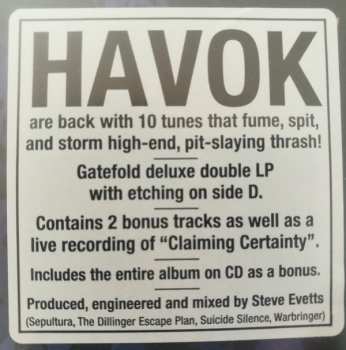 HAVOK
are back with 10 tunes that fume, spit,
and storm high-end, pit-slaying thrash!
Gatefold deluxe double LP
with etching on side D.
Contains 2 bonus tracks as well as a
live recording of “Claiming Certainty”.
Includes the entire album on CD as a bonus.
Produced, engineered and mixed by Steve Evetts
(Sepultura, The Dillinger Escape Plan, Suicide Silence, Warbringer)